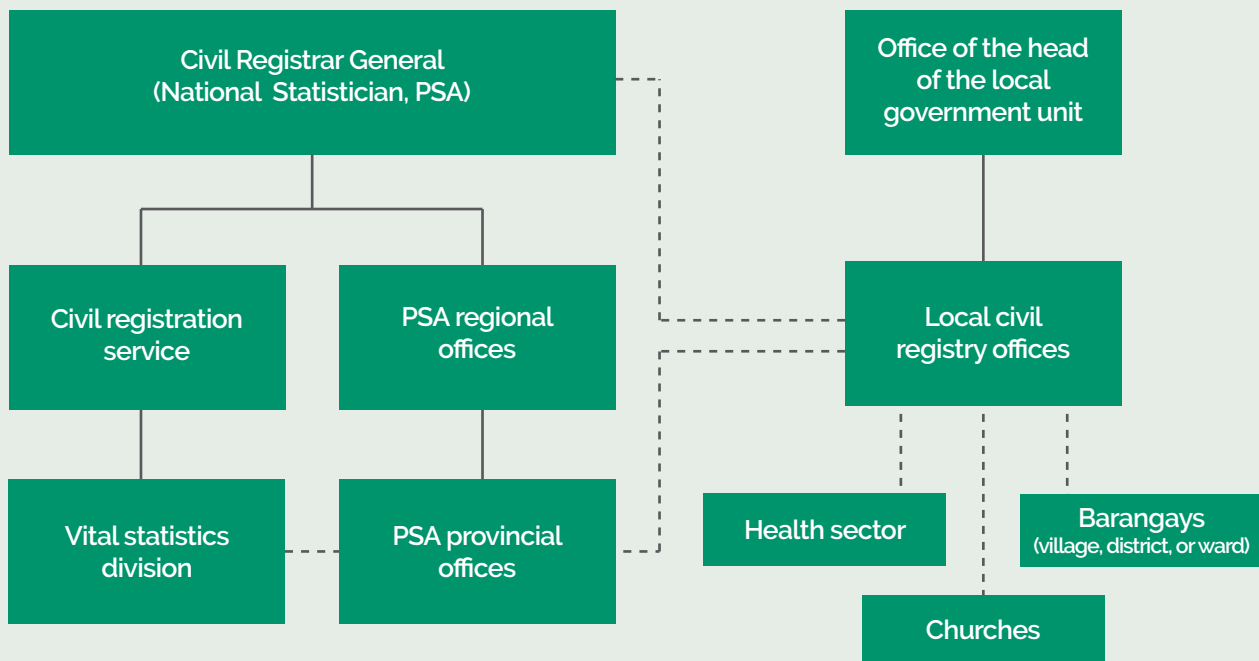 Civil Registrar General
(National Statistician, PSA)
Office of the head
of the local
government unit
Civil registration
service
PSA regional
offices
Local civil
registry offices
Vital statistics
division
PSA provincial
offices
Health sector
Barangays
(village, district, or ward)
Churches